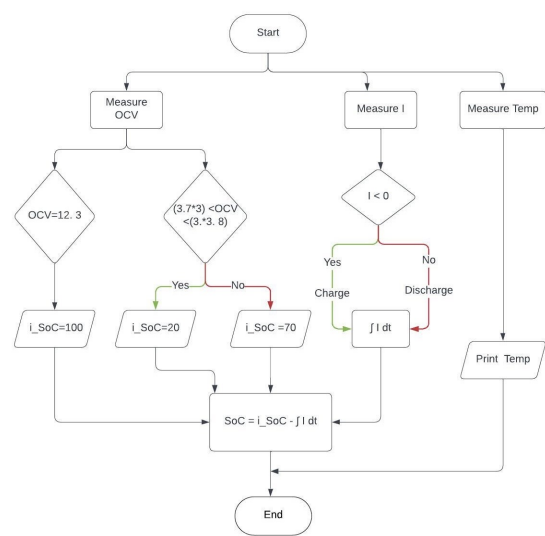 Start
Measure
OCV
Measure I
Measure Temp
OCV=12. 3
(3.7*3) <OCV
<(3.*3. 8)
I < 0
Yes
No
Yes
No
Charge
Discharge
i_SoC=100
i_SoC=20
i_SoC =70
∫ I dt
Print Temp
SoC = i_SoC - ∫ I dt
End